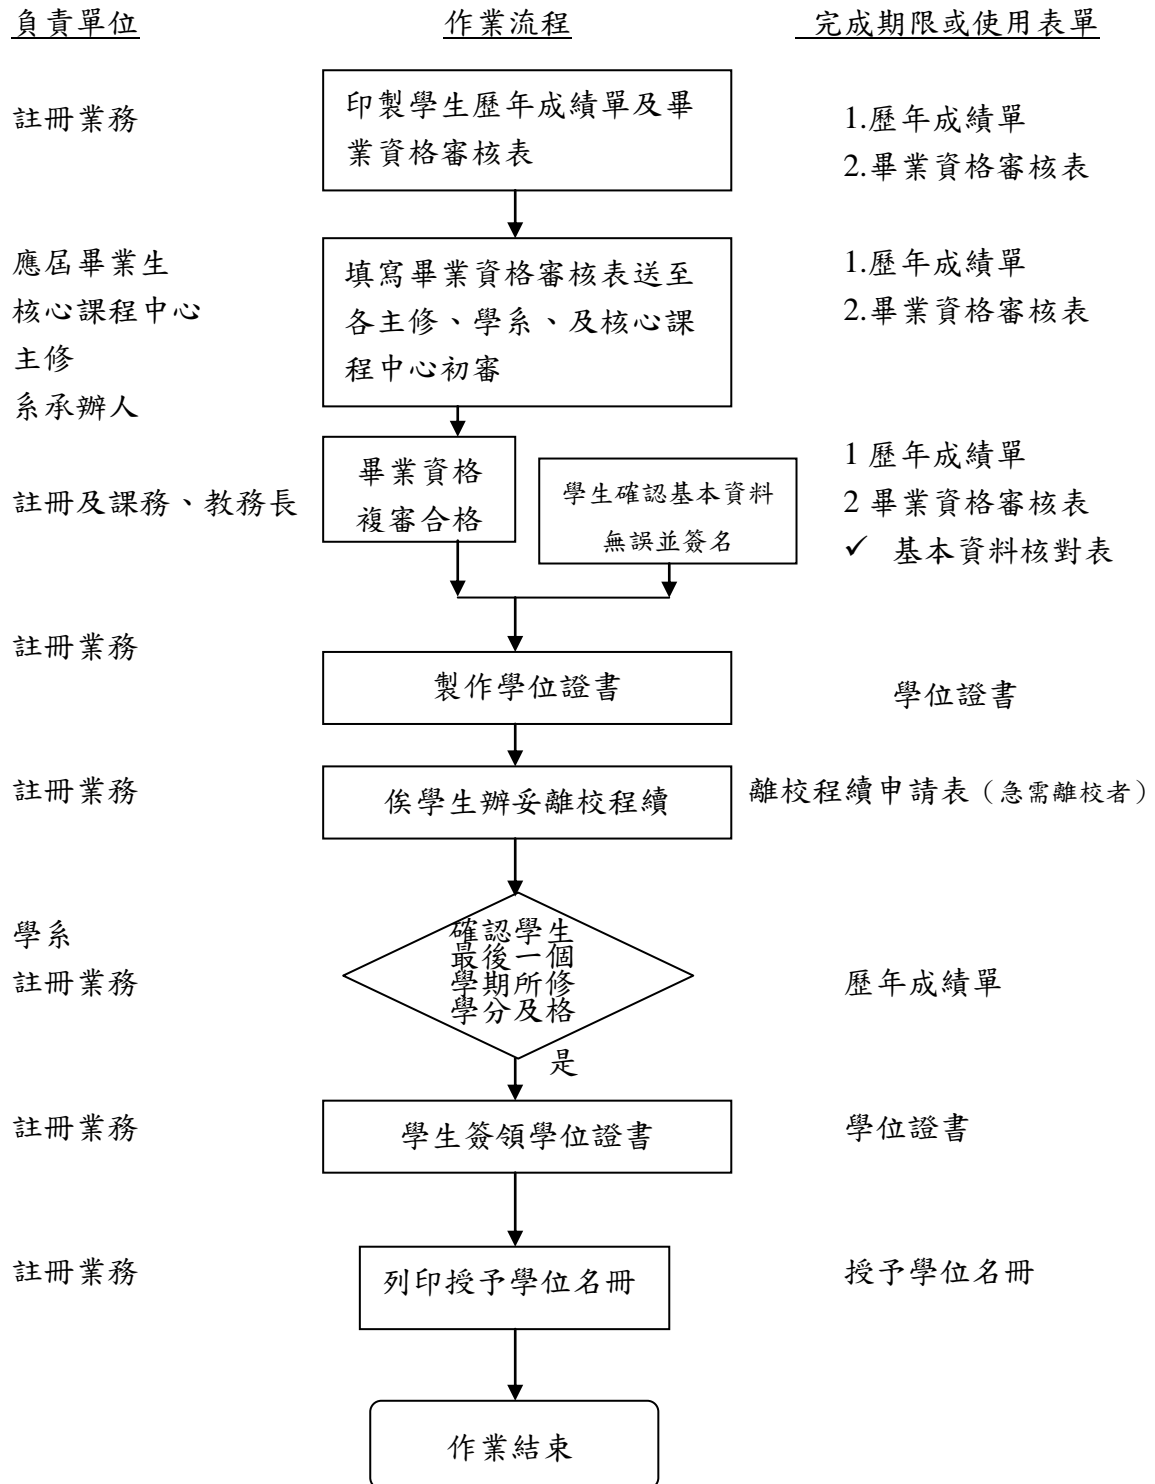 負責單位
作業流程
完成期限或使用表單
註冊業務
印製學生歷年成績單及畢
業資格審核表
1.歷年成績單
2.畢業資格審核表
應屆畢業生
核心課程中心
主修
系承辦人
填寫畢業資格審核表送至
各主修、學系、及核心課
程中心初審
1.歷年成績單
2.畢業資格審核表
註冊及課務、教務長
畢業資格
複審合格
學生確認基本資料
無誤並簽名
1 歷年成績單
2 畢業資格審核表
✓ 基本資料核對表
註冊業務
製作學位證書
學位證書
註冊業務
俟學生辦妥離校程續
離校程續申請表（急需離校者）
學系
註冊業務
確認學生
最後一個
學期所修
學分及格
歷年成績單
是
註冊業務
學生簽領學位證書
學位證書
註冊業務
列印授予學位名冊
授予學位名冊
作業結束